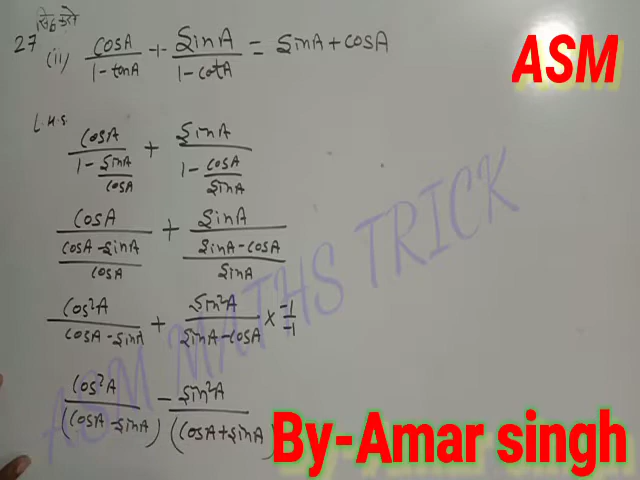 सिद्ध करो
27 (ii) cosA/1-tanA + SinA/1-cotA = SinA + cosA
ASM
L.H.S.
cosA/(1-SinA/cosA) + SinA/(1-cosA/SinA)
cosA/((cosA-SinA)/cosA) + SinA/((SinA-cosA)/SinA)
cos²A/cosA-SinA + Sin²A/SinA-cosA × -1/-1
cos²A/(cosA-SinA) - Sin²A/(cosA+SinA)
ASM MATHS TRICK
By-Amar singh